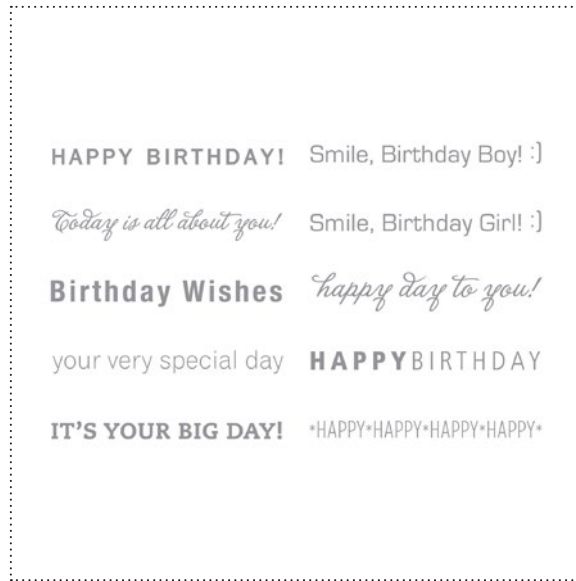 HAPPY BIRTHDAY!
Today is all about you!
Birthday Wishes
your very special day
IT'S YOUR BIG DAY!
Smile, Birthday Boy! :]
Smile, Birthday Girl! :]
happy day to you!
HAPPYBIRTHDAY
*HAPPY*HAPPY*HAPPY*HAPPY*